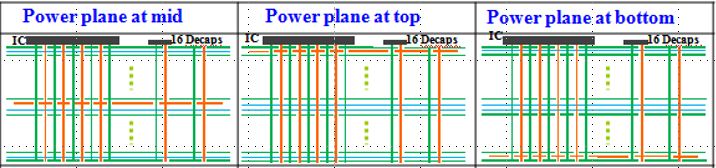 Power plane at mid
Power plane at top
Power plane at bottom
IC
16 Decaps
IC
16 Decaps
IC
16 Decaps